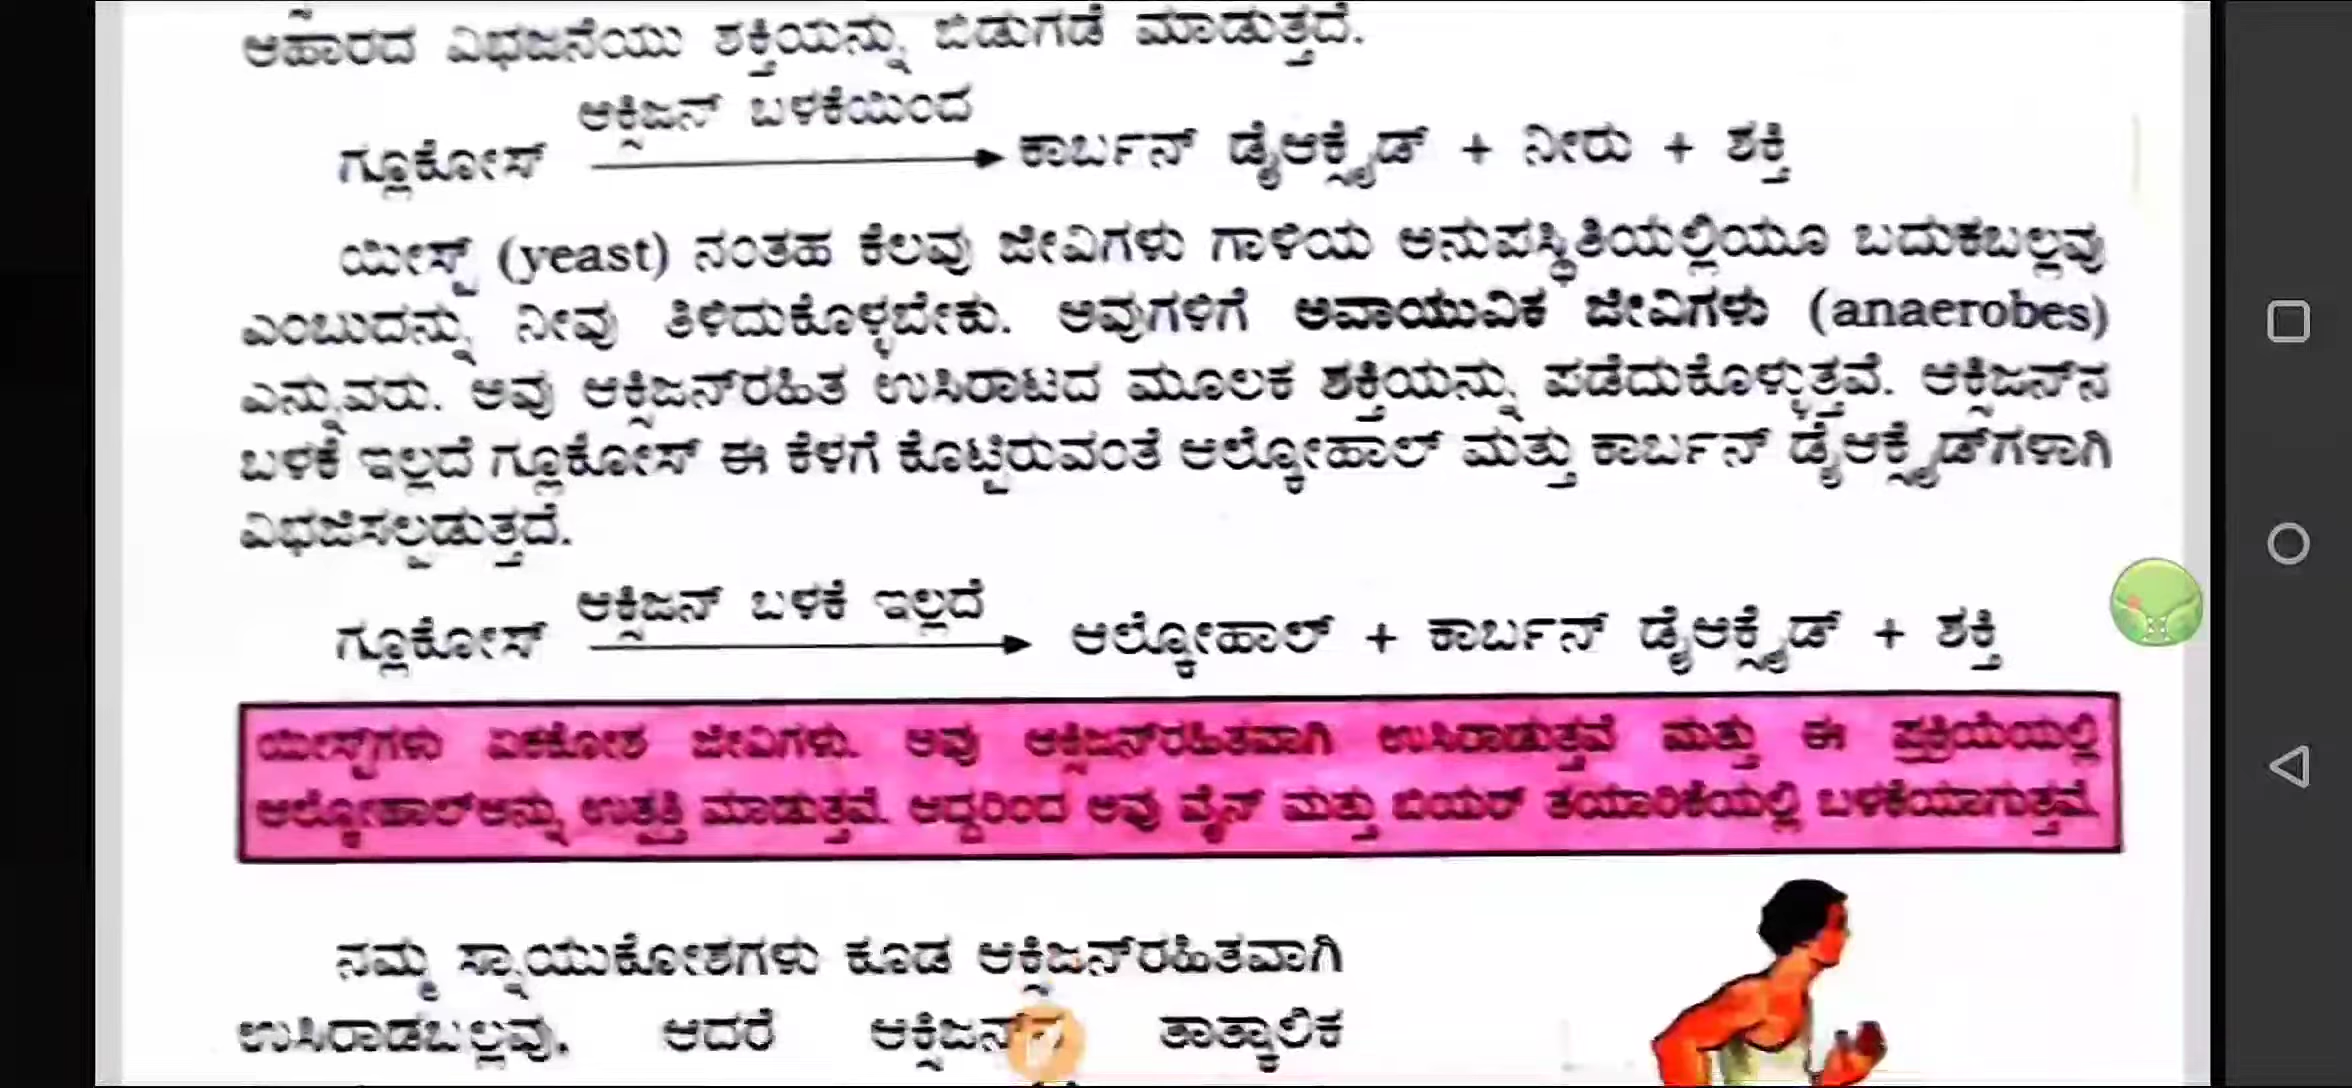 ಆಹಾರದ ವಿಭಜನೆಯು ಶಕ್ತಿಯನ್ನು ಬಿಡುಗಡೆ ಮಾಡುತ್ತದೆ.
ಆಕ್ಸಿಜನ್ ಬಳಕೆಯಿಂದ
ಗ್ಲೂಕೋಸ್ ಕಾರ್ಬನ್ ಡೈಆಕ್ಸೈಡ್ + ನೀರು + ಶಕ್ತಿ
ಯೀಸ್ಟ್ (yeast) ನಂತಹ ಕೆಲವು ಜೀವಿಗಳು ಗಾಳಿಯ ಅನುಪಸ್ಥಿತಿಯಲ್ಲಿಯೂ ಬದುಕಬಲ್ಲವು
ಎಂಬುದನ್ನು ನೀವು ತಿಳಿದುಕೊಳ್ಳಬೇಕು. ಅವುಗಳಿಗೆ ಅವಾಯುವಿಕ ಜೀವಿಗಳು (anaerobes)
ಎನ್ನುವರು. ಅವು ಆಕ್ಸಿಜನ್‌ರಹಿತ ಉಸಿರಾಟದ ಮೂಲಕ ಶಕ್ತಿಯನ್ನು ಪಡೆದುಕೊಳ್ಳುತ್ತವೆ. ಆಕ್ಸಿಜನ್‌ನ
ಬಳಕೆ ಇಲ್ಲದೆ ಗ್ಲೂಕೋಸ್ ಈ ಕೆಳಗೆ ಕೊಟ್ಟಿರುವಂತೆ ಆಲ್ಕೋಹಾಲ್ ಮತ್ತು ಕಾರ್ಬನ್ ಡೈಆಕ್ಸೈಡ್‌ಗಳಾಗಿ
ವಿಭಜಿಸಲ್ಪಡುತ್ತದೆ.
ಆಕ್ಸಿಜನ್ ಬಳಕೆ ಇಲ್ಲದೆ
ಗ್ಲೂಕೋಸ್ ಆಲ್ಕೋಹಾಲ್ + ಕಾರ್ಬನ್ ಡೈಆಕ್ಸೈಡ್ + ಶಕ್ತಿ
ಯೀಸ್ಟ್‌ಗಳು ಏಕಕೋಶ ಜೀವಿಗಳು. ಅವು ಆಕ್ಸಿಜನ್‌ರಹಿತವಾಗಿ ಉಸಿರಾಡುತ್ತವೆ ಮತ್ತು ಈ ಪ್ರಕ್ರಿಯೆಯಲ್ಲಿ
ಆಲ್ಕೋಹಾಲ್‌ಅನ್ನು ಉತ್ಪತ್ತಿ ಮಾಡುತ್ತವೆ. ಆದ್ದರಿಂದ ಅವು ವೈನ್ ಮತ್ತು ಬಿಯರ್ ತಯಾರಿಕೆಯಲ್ಲಿ ಬಳಕೆಯಾಗುತ್ತವೆ.
ನಮ್ಮ ಸ್ನಾಯುಕೋಶಗಳು ಕೂಡ ಆಕ್ಸಿಜನ್‌ರಹಿತವಾಗಿ
ಉಸಿರಾಡಬಲ್ಲವು. ಆದರೆ ತಾತ್ಕಾಲಿಕ